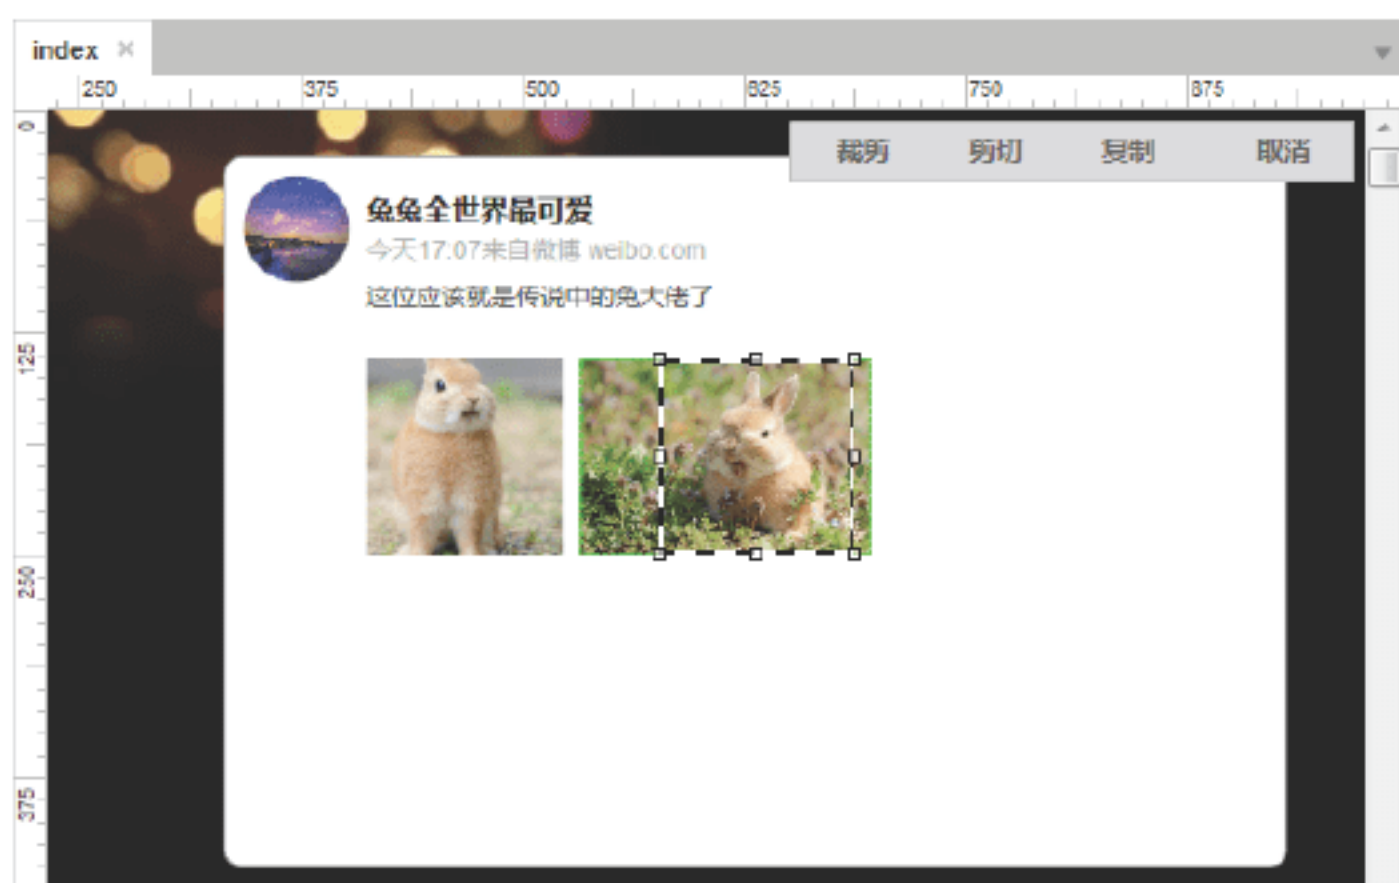 index
250 375 500 625 750 875
0
125
250
375
裁剪 剪切 复制 取消
兔兔全世界最可爱
今天17:07来自微博 weibo.com
这位应该就是传说中的兔大佬了